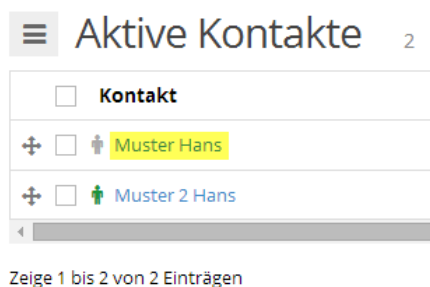 Aktive Kontakte 2
Kontakt
Muster Hans
Muster 2 Hans
Zeige 1 bis 2 von 2 Einträgen